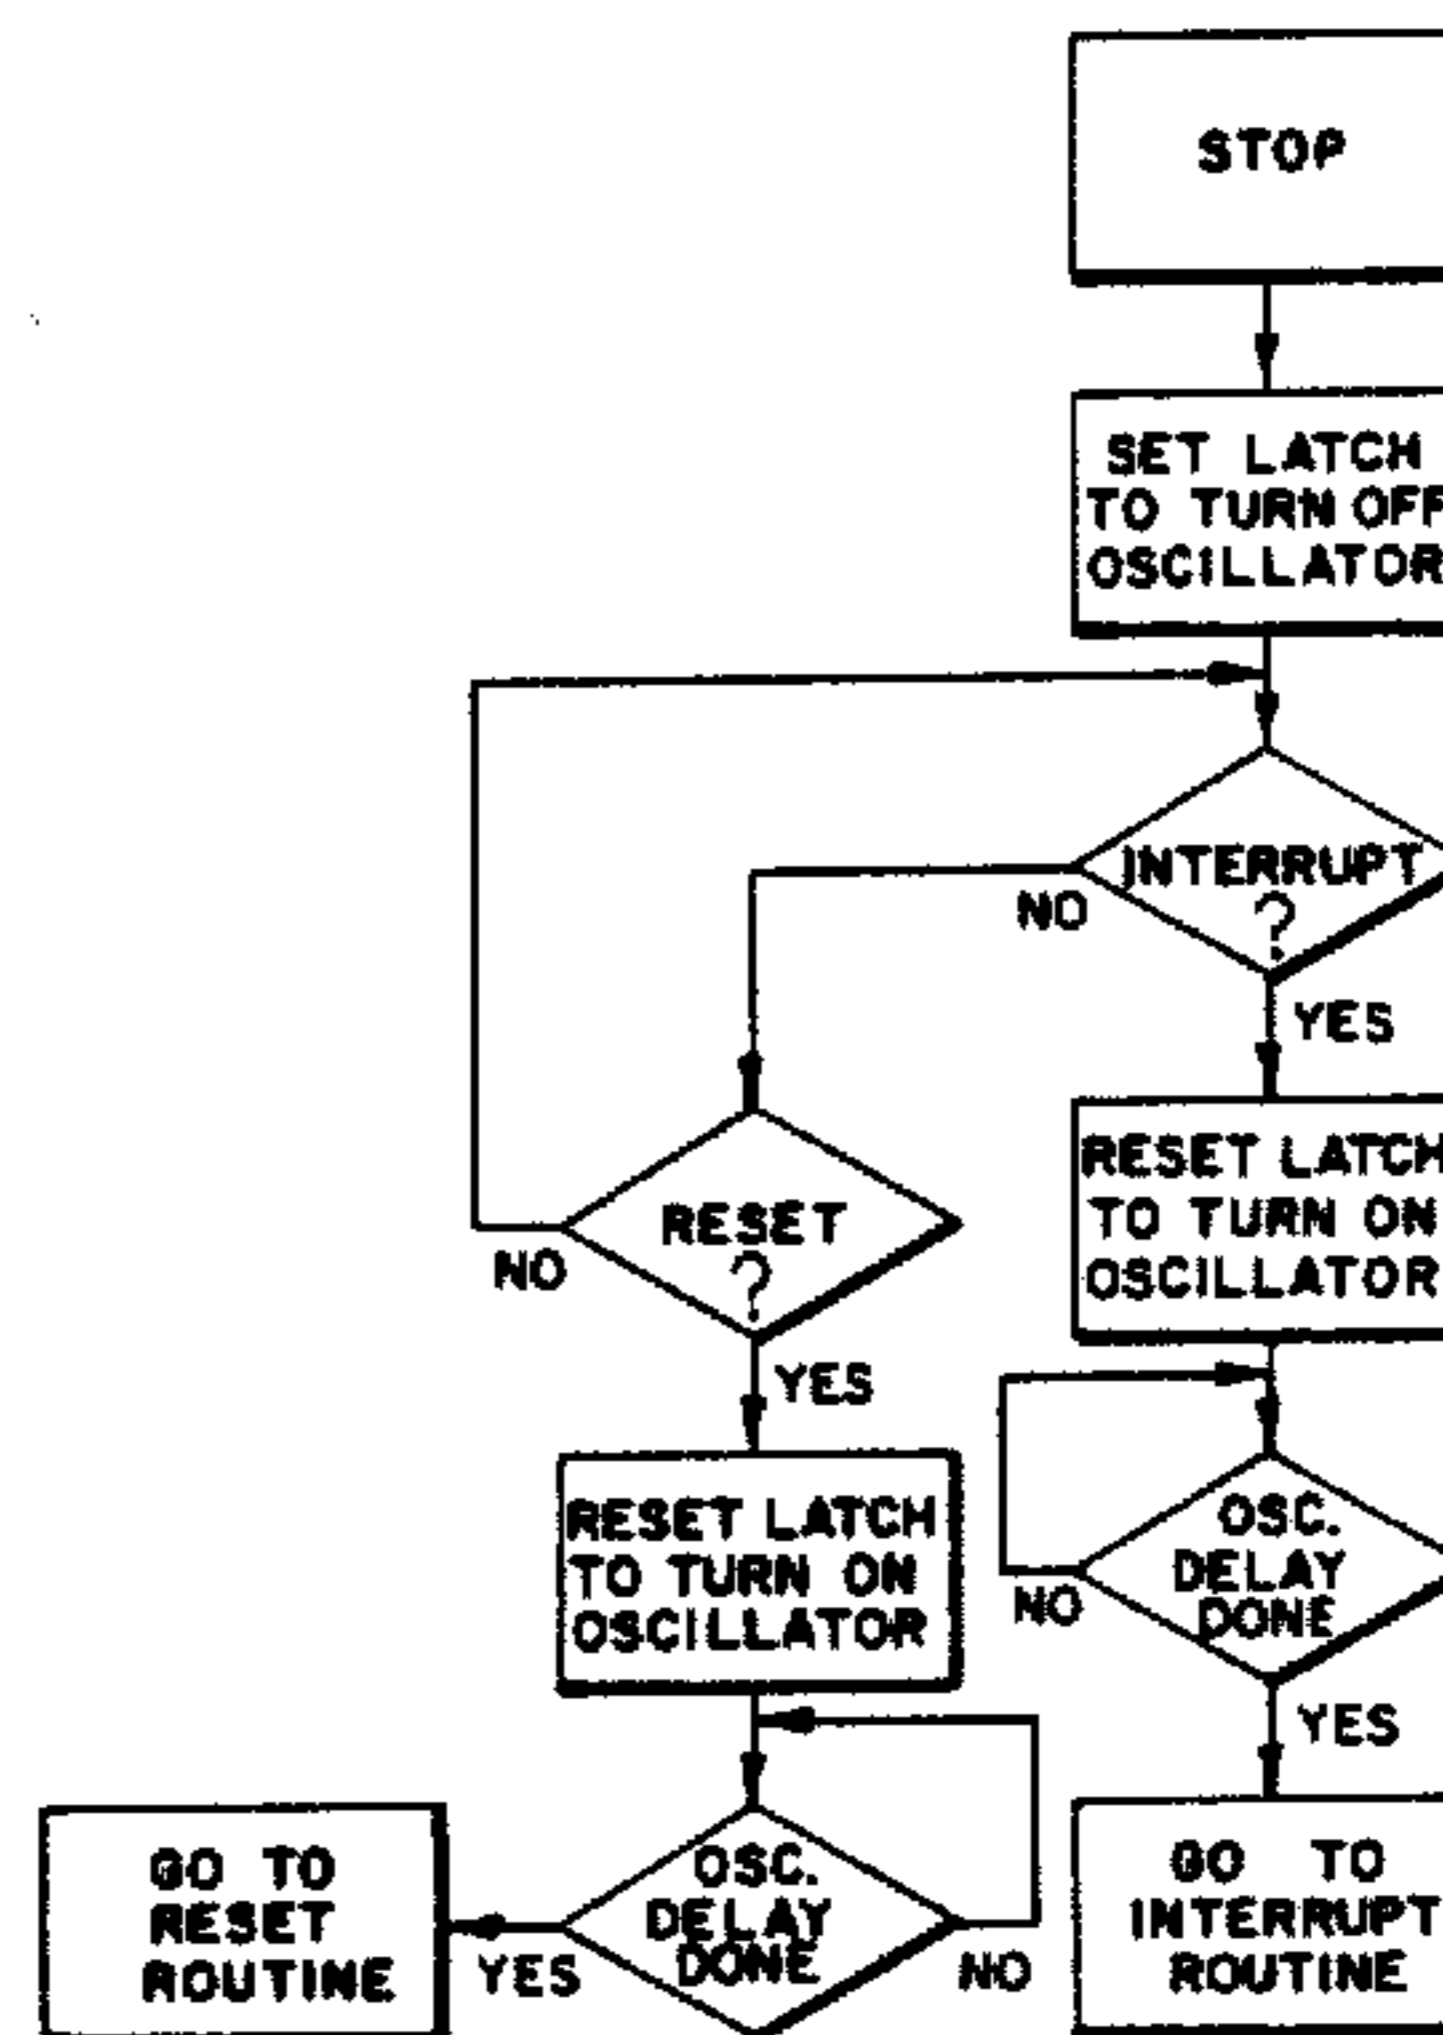 STOP
SET LATCH
TO TURN OFF
OSCILLATOR
INTERRUPT
?
NO
YES
RESET LATCH
TO TURN ON
OSCILLATOR
RESET
?
NO
YES
RESET LATCH
TO TURN ON
OSCILLATOR
OSC.
DELAY
DONE
NO
YES
GO TO
INTERRUPT
ROUTINE
OSC.
DELAY
DONE
NO
YES
GO TO
RESET
ROUTINE